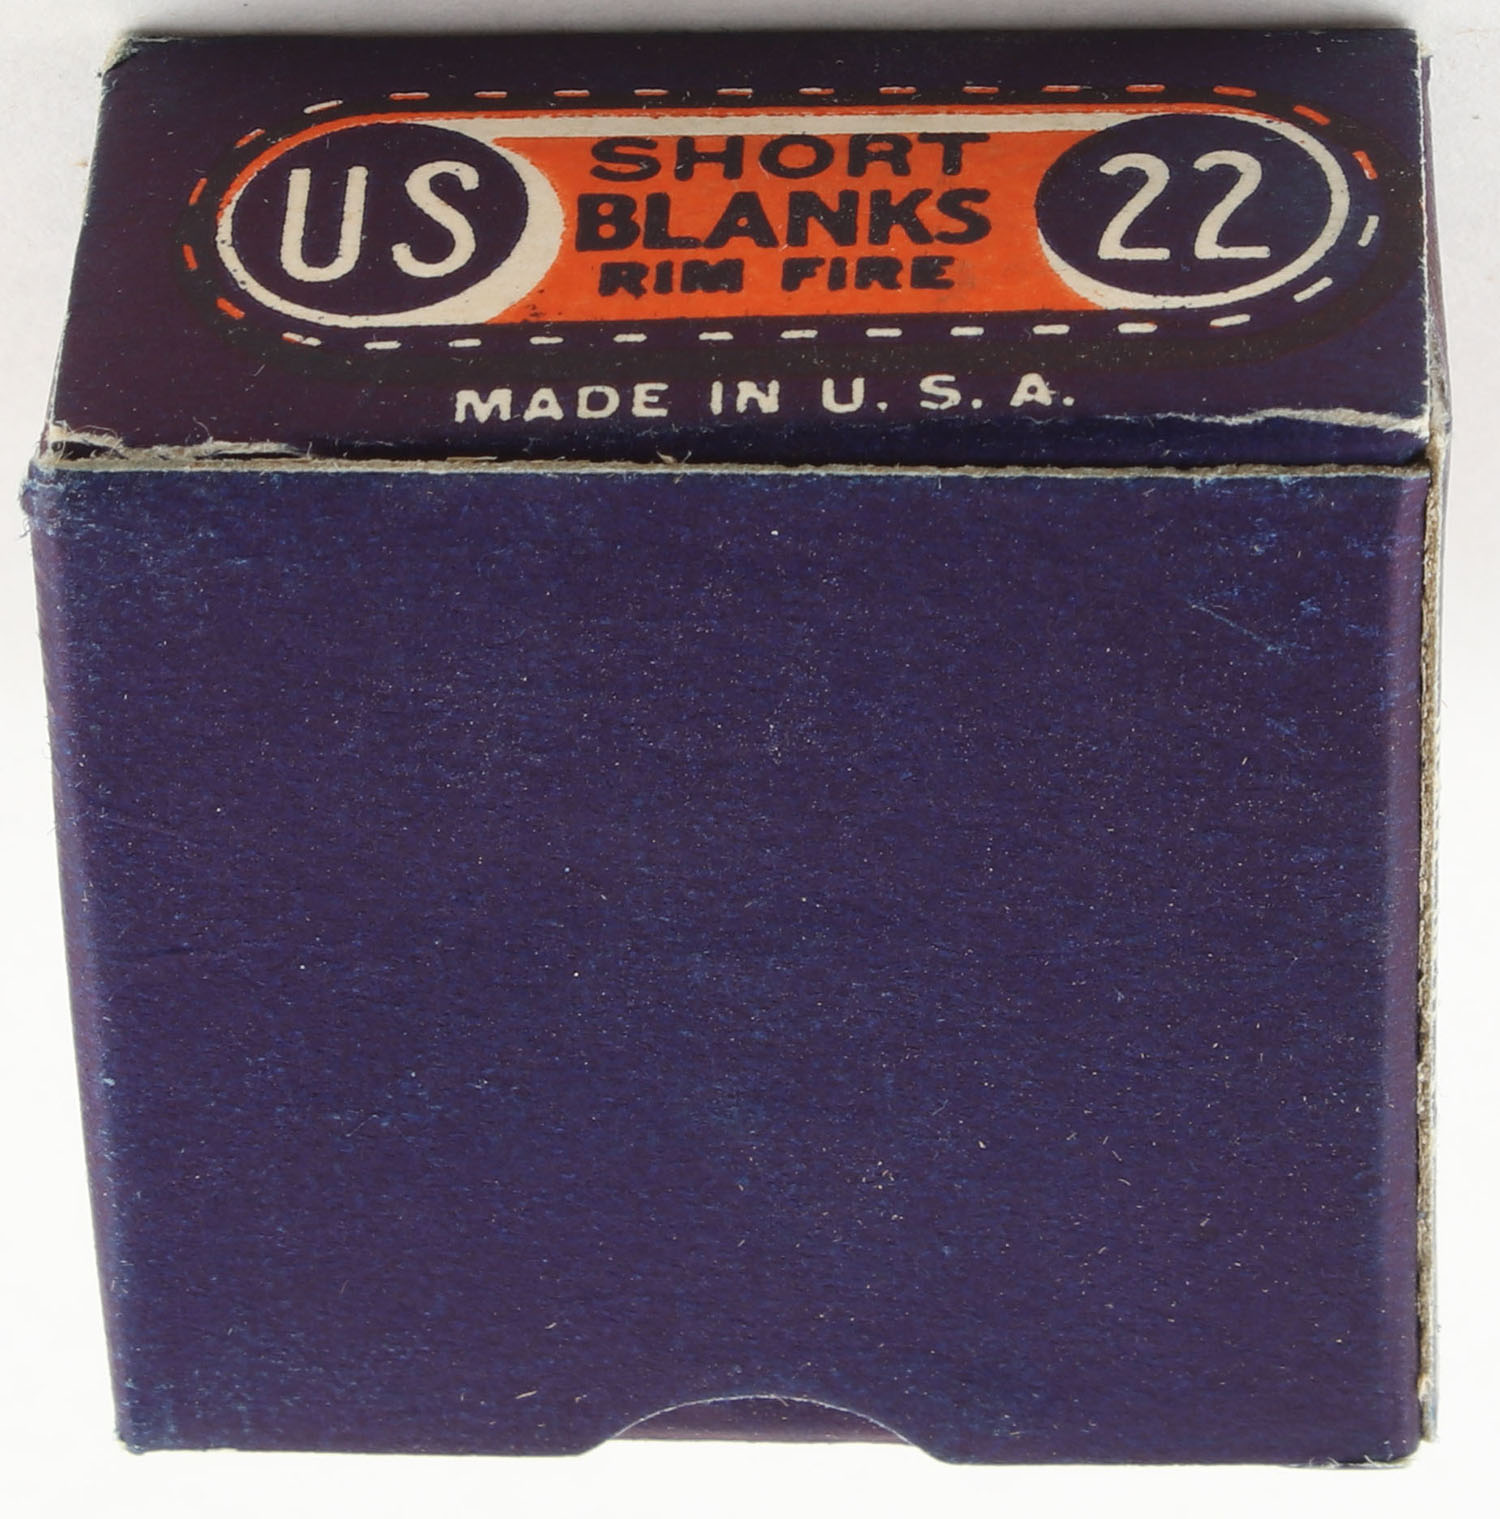 US
SHORT
BLANKS
RIM FIRE
22
MADE IN U. S. A.